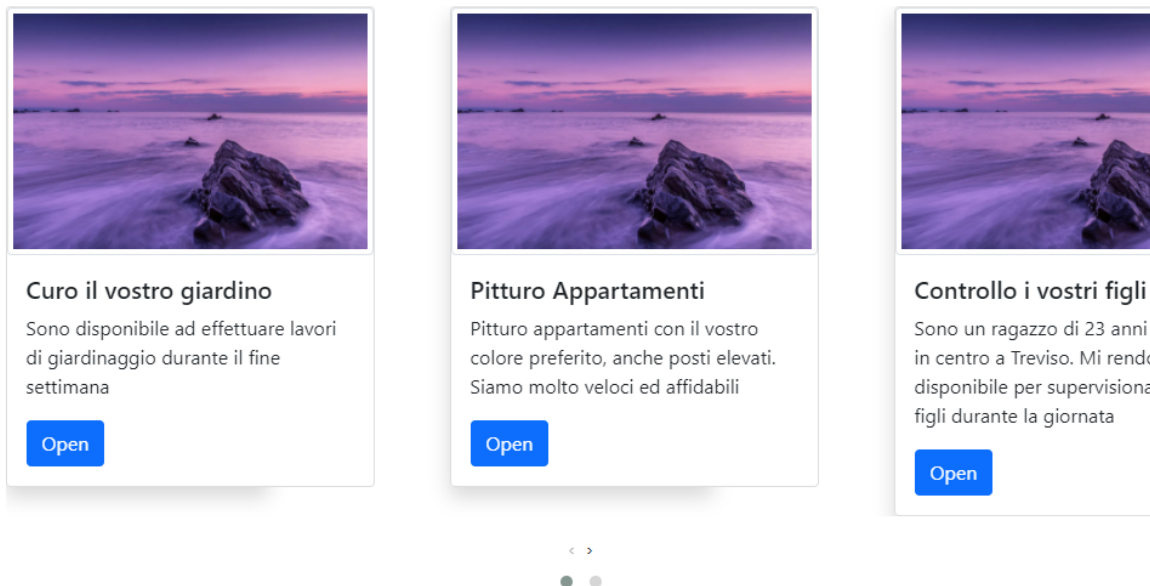 Curo il vostro giardino
Sono disponibile ad effettuare lavori
di giardinaggio durante il fine
settimana
Open
Pitturo Appartamenti
Pitturo appartamenti con il vostro
colore preferito, anche posti elevati.
Siamo molto veloci ed affidabili
Open
Controllo i vostri figli
Sono un ragazzo di 23 anni
in centro a Treviso. Mi
disponibile per
figli durante la giornata
Open
‹ ›